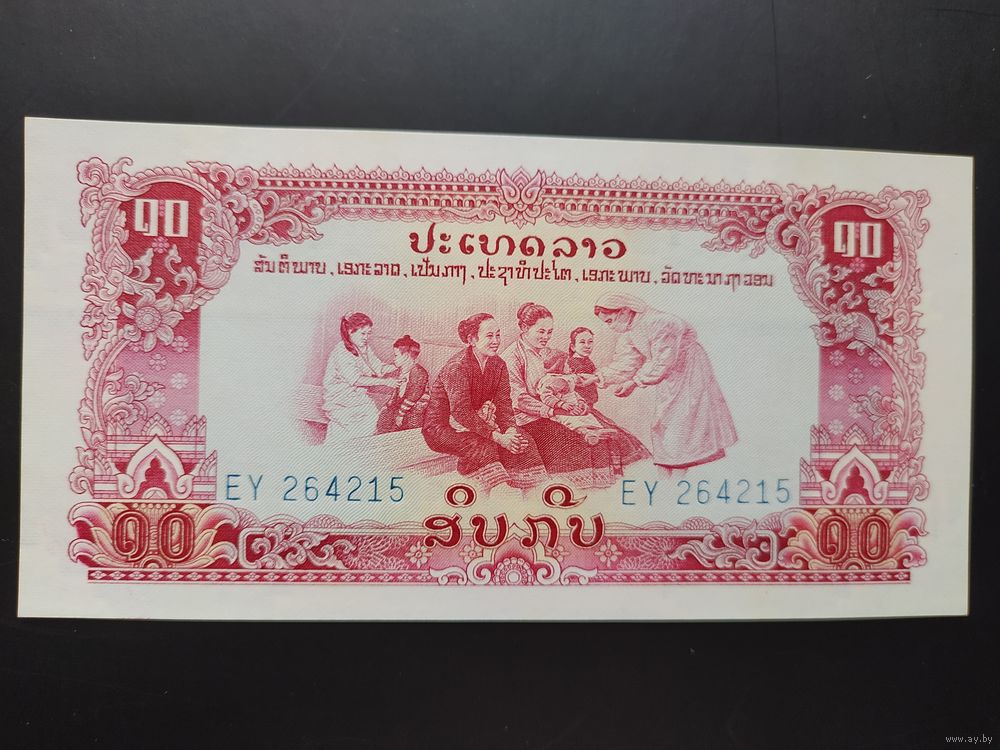 ໑໐ ໑໐
ປະເທດລາວ
ສັນຕິພາບ, ເອກະລາດ, ເປັນກາງ, ປະຊາທິປະໄຕ, ເອກະພາບ, ວັດທະນາຖາວອນ
EY 264215 EY 264215
ສິບກີບ
໑໐ ໑໐
www.ay.by